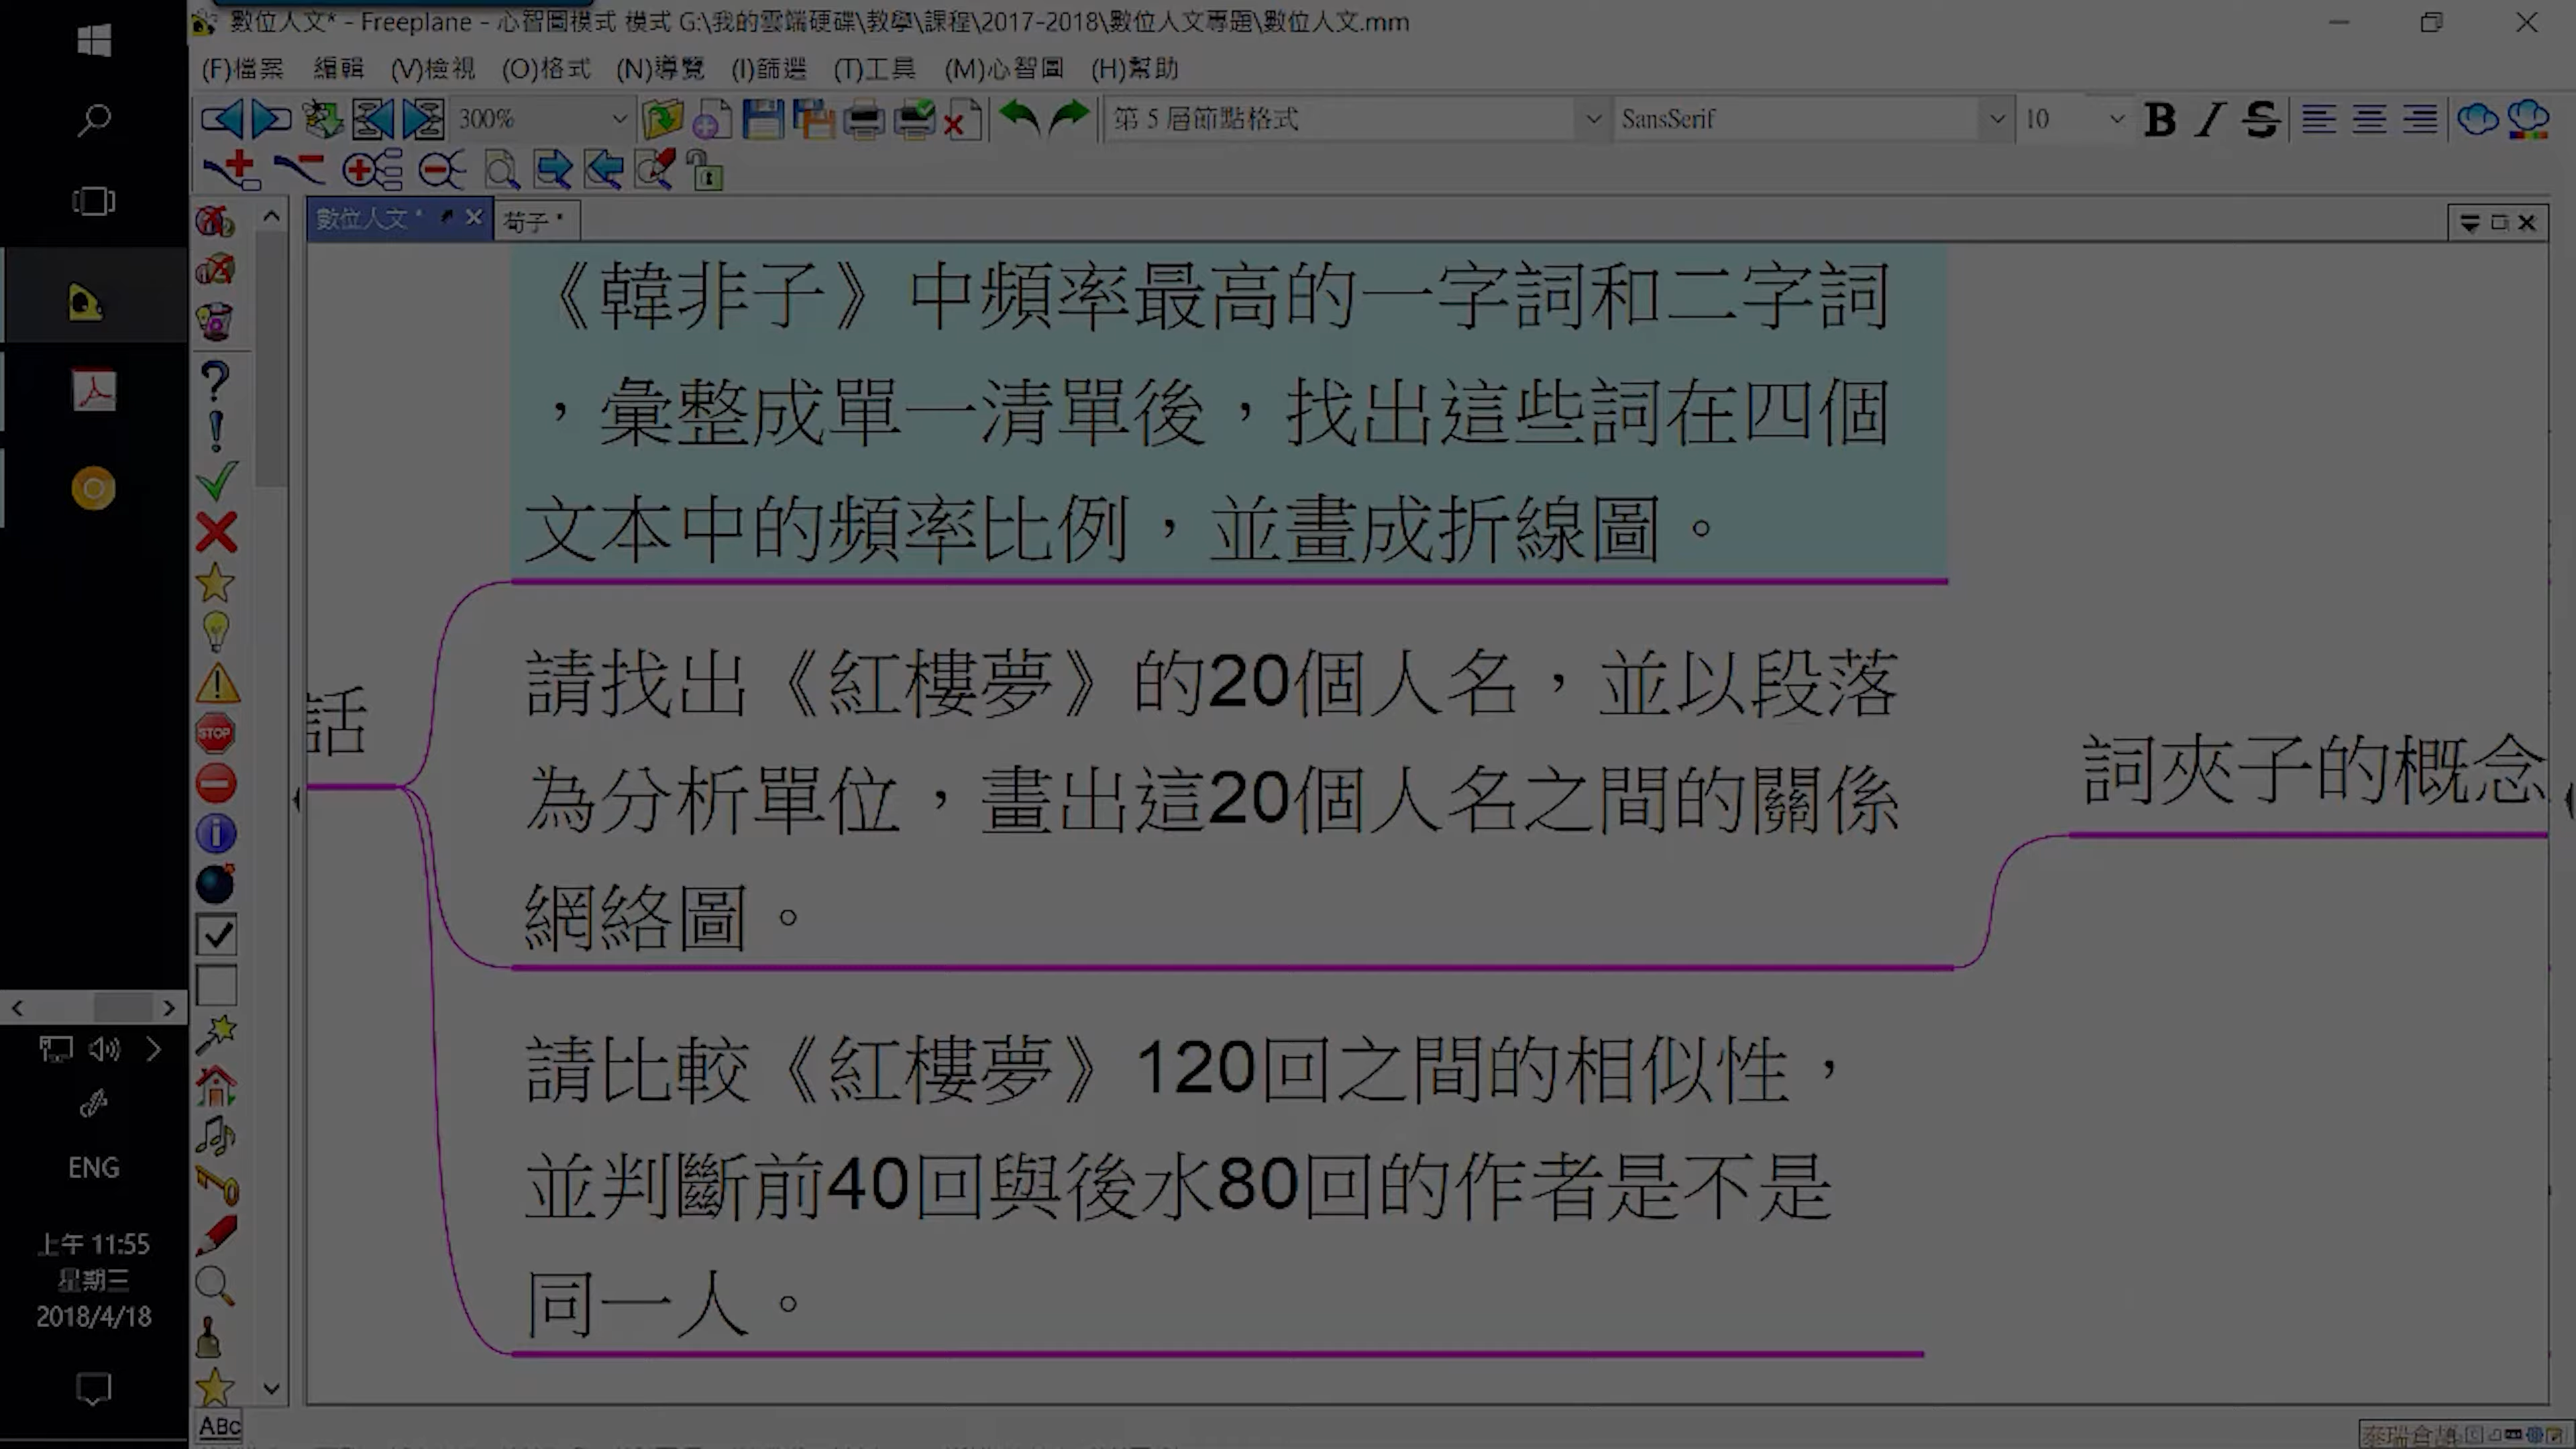 數位人文* - Freeplane - 心智圖模式 模式 G:\我的雲端硬碟\教學\課程\2017-2018\數位人文專題\數位人文.mm
(F)檔案 編輯 (V)檢視 (O)格式 (N)導覽 (I)篩選 (T)工具 (M)心智圖 (H)幫助
300% 第 5 層節點格式 SansSerif 10 B I S
數位人文 * 荀子 *
《韓非子》中頻率最高的一字詞和二字詞
，彙整成單一清單後，找出這些詞在四個
文本中的頻率比例，並畫成折線圖。
話
請找出《紅樓夢》的20個人名，並以段落
為分析單位，畫出這20個人名之間的關係
網絡圖。
詞夾子的概念
請比較《紅樓夢》120回之間的相似性，
並判斷前40回與後水80回的作者是不是
同一人。
STOP
ENG
上午 11:55
星期三
2018/4/18
ABC